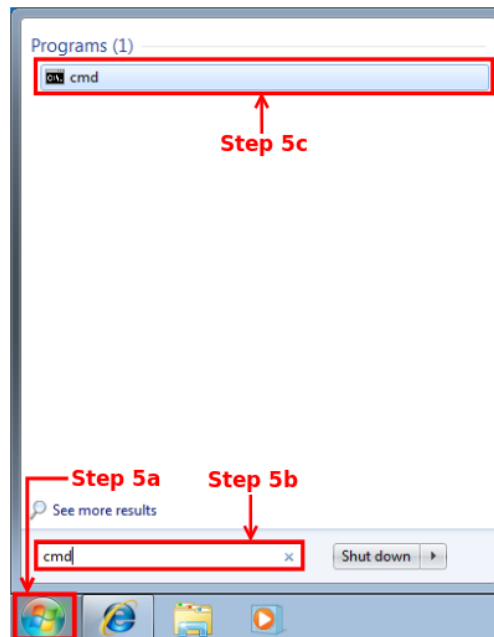 Programs (1)
C:\. cmd
Step 5c
Step 5a
Step 5b
See more results
cmd
Shut down